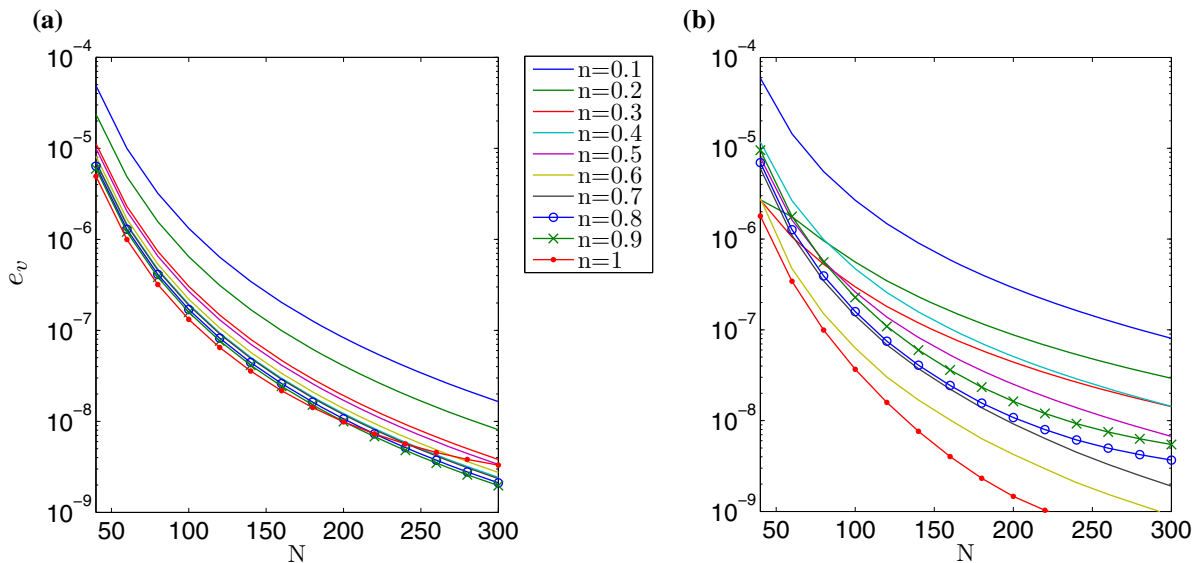 (a)
10⁻⁴
10⁻⁵
10⁻⁶
10⁻⁷
10⁻⁸
10⁻⁹
e_v
50 100 150 200 250 300
N
n=0.1
n=0.2
n=0.3
n=0.4
n=0.5
n=0.6
n=0.7
n=0.8
n=0.9
n=1
(b)
10⁻⁴
10⁻⁵
10⁻⁶
10⁻⁷
10⁻⁸
10⁻⁹
50 100 150 200 250 300
N